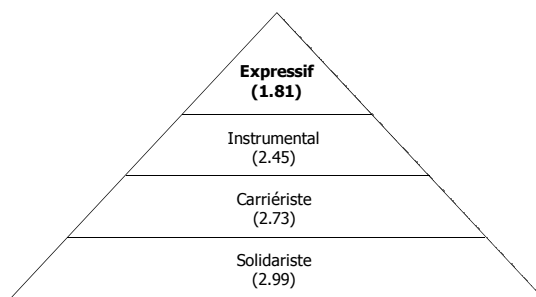 Expressif
(1.81)
Instrumental
(2.45)
Carriériste
(2.73)
Solidariste
(2.99)